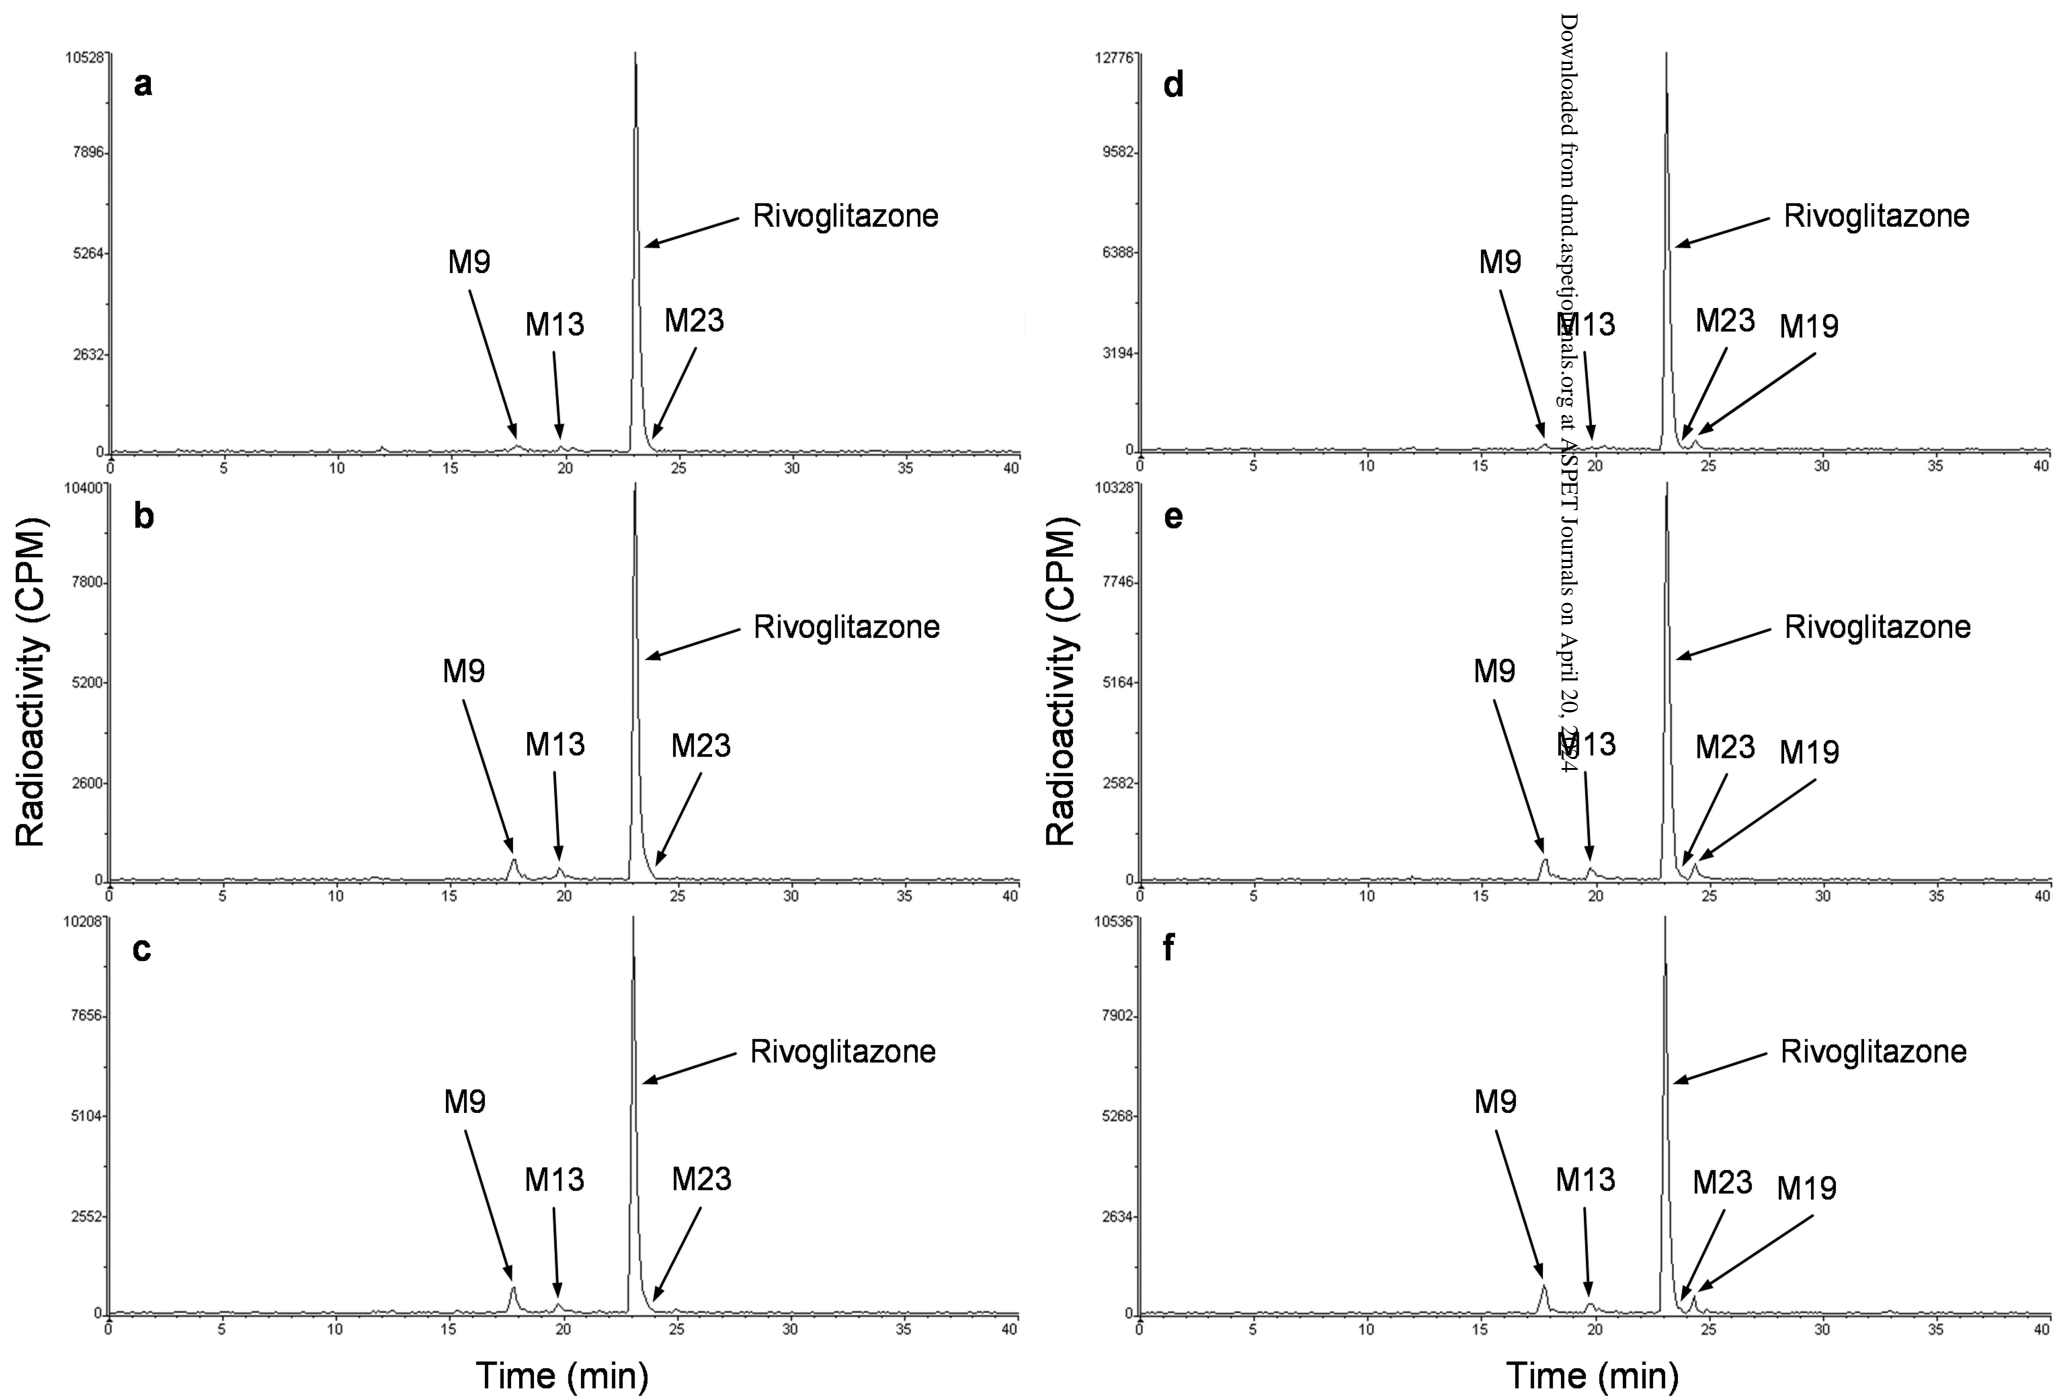 a
10528
7896
5264
2632
0
Rivoglitazone
M9
M13
M23
0 5 10 15 20 25 30 35 40
b
10400
7800
5200
2600
0
Rivoglitazone
M9
M13
M23
0 5 10 15 20 25 30 35 40
c
10208
7656
5104
2552
0
Rivoglitazone
M9
M13
M23
0 5 10 15 20 25 30 35 40
Radioactivity (CPM)
Time (min)
d
12776
9582
6388
3194
0
Rivoglitazone
M9
M13
M23
M19
0 5 10 15 20 25 30 35 40
e
10328
7746
5164
2582
0
Rivoglitazone
M9
M13
M23
M19
0 5 10 15 20 25 30 35 40
f
10536
7902
5268
2634
0
Rivoglitazone
M9
M13
M23
M19
0 5 10 15 20 25 30 35 40
Radioactivity (CPM)
Time (min)
Downloaded from dmd.aspetjournals.org at ASPET Journals on April 20, 2024